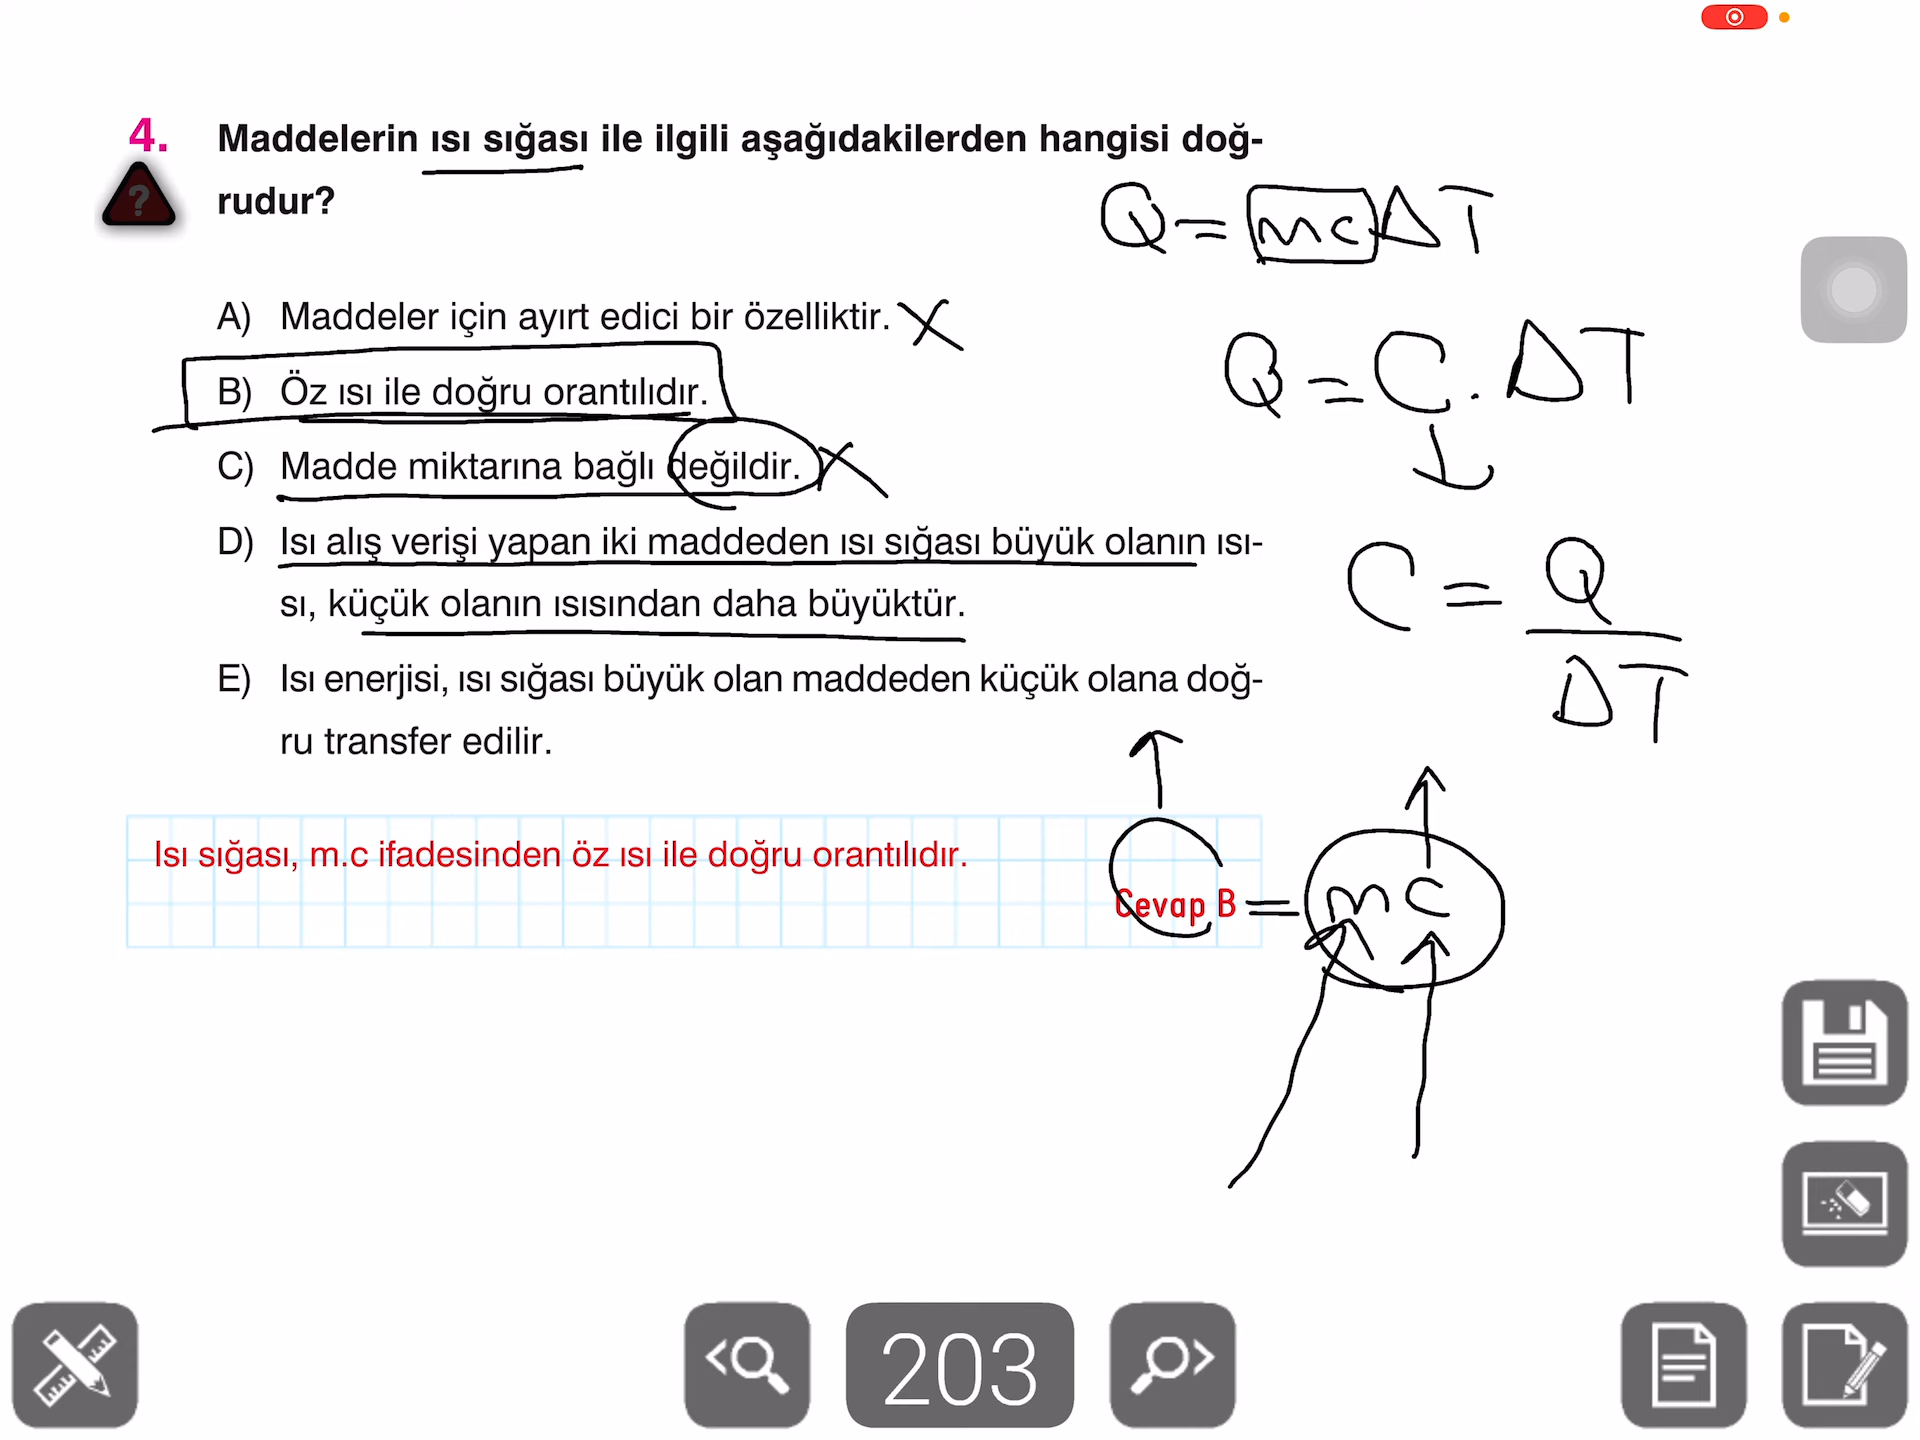 4. Maddelerin ısı sığası ile ilgili aşağıdakilerden hangisi doğ-
rudur?
Q = mcΔT
A) Maddeler için ayırt edici bir özelliktir. X
Q = C. ΔT
B) Öz ısı ile doğru orantılıdır.
C) Madde miktarına bağlı değildir. X
D) Isı alış verişi yapan iki maddeden ısı sığası büyük olanın ısı-
sı, küçük olanın ısısından daha büyüktür.
C = Q
ΔT
E) Isı enerjisi, ısı sığası büyük olan maddeden küçük olana doğ-
ru transfer edilir.
Isı sığası, m.c ifadesinden öz ısı ile doğru orantılıdır.
Cevap B
C = mc
203